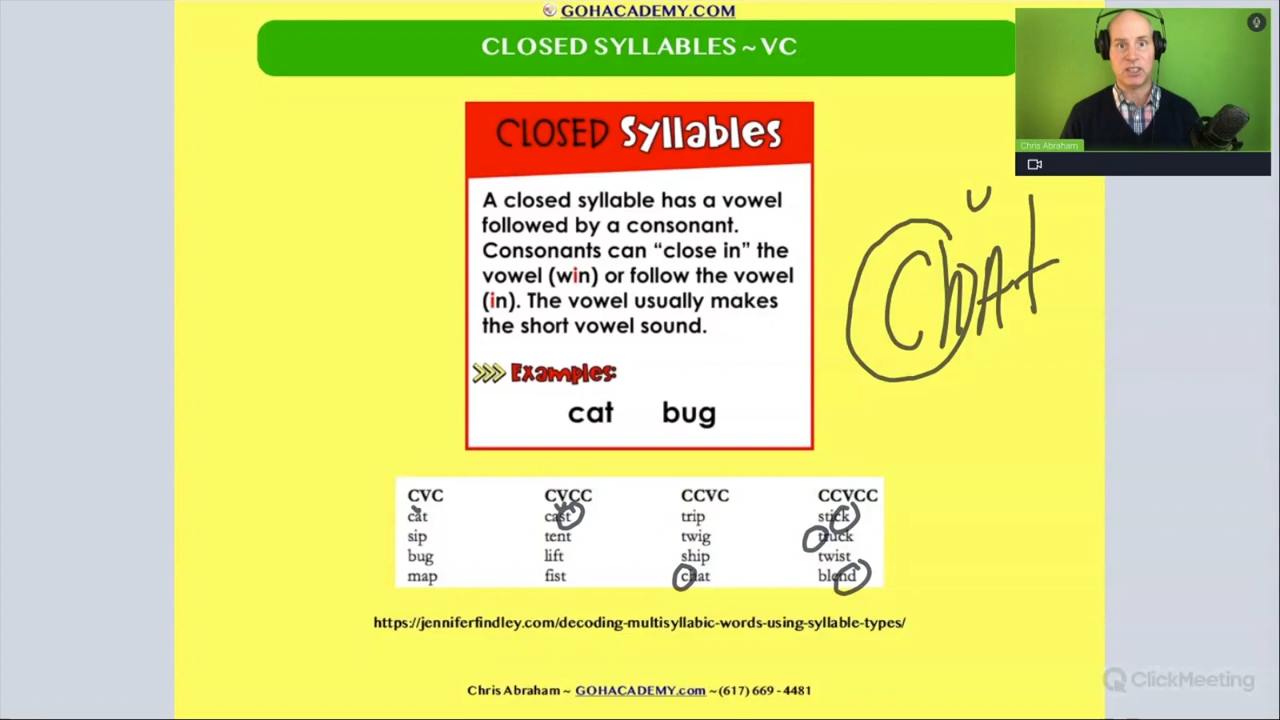 GOHACADEMY.COM
CLOSED SYLLABLES ~ VC
Chris Abraham
CLOSED Syllables
A closed syllable has a vowel
followed by a consonant.
Consonants can “close in” the
vowel (win) or follow the vowel
(in). The vowel usually makes
the short vowel sound.
>>> Examples:
cat bug
ChAt
CVC CVCC CCVC CCVCC
cat cast trip stick
sip tent twig truck
bug lift ship twist
map fist chat blend
https://jenniferfindley.com/decoding-multisyllabic-words-using-syllable-types/
Chris Abraham ~ GOHACADEMY.com ~ (617) 669 - 4481
ClickMeeting